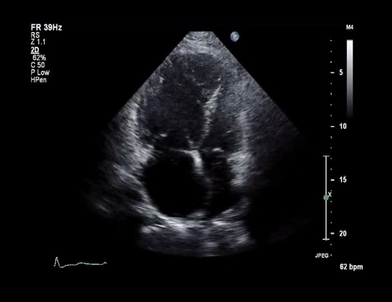 FR 39Hz
RS
Z 1.1
2D
62%
C 50
P Low
HPen
M4
5
10
15
X
20
JPEG
62 bpm